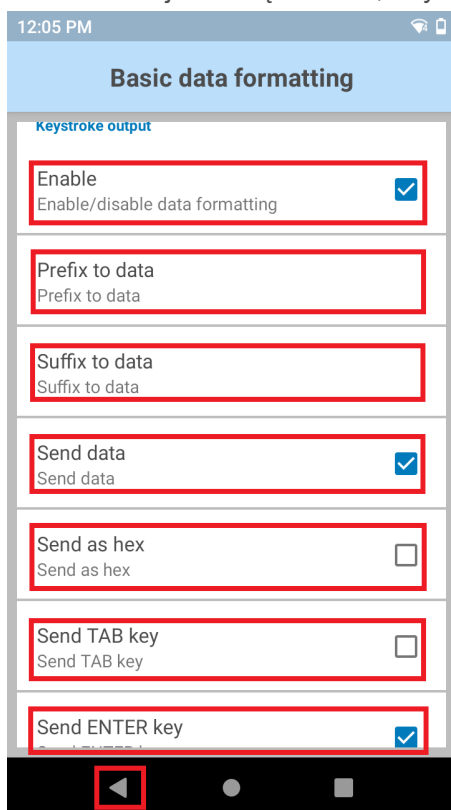 12:05 PM
Basic data formatting
Keystroke output
Enable
Enable/disable data formatting
Prefix to data
Prefix to data
Suffix to data
Suffix to data
Send data
Send data
Send as hex
Send as hex
Send TAB key
Send TAB key
Send ENTER key